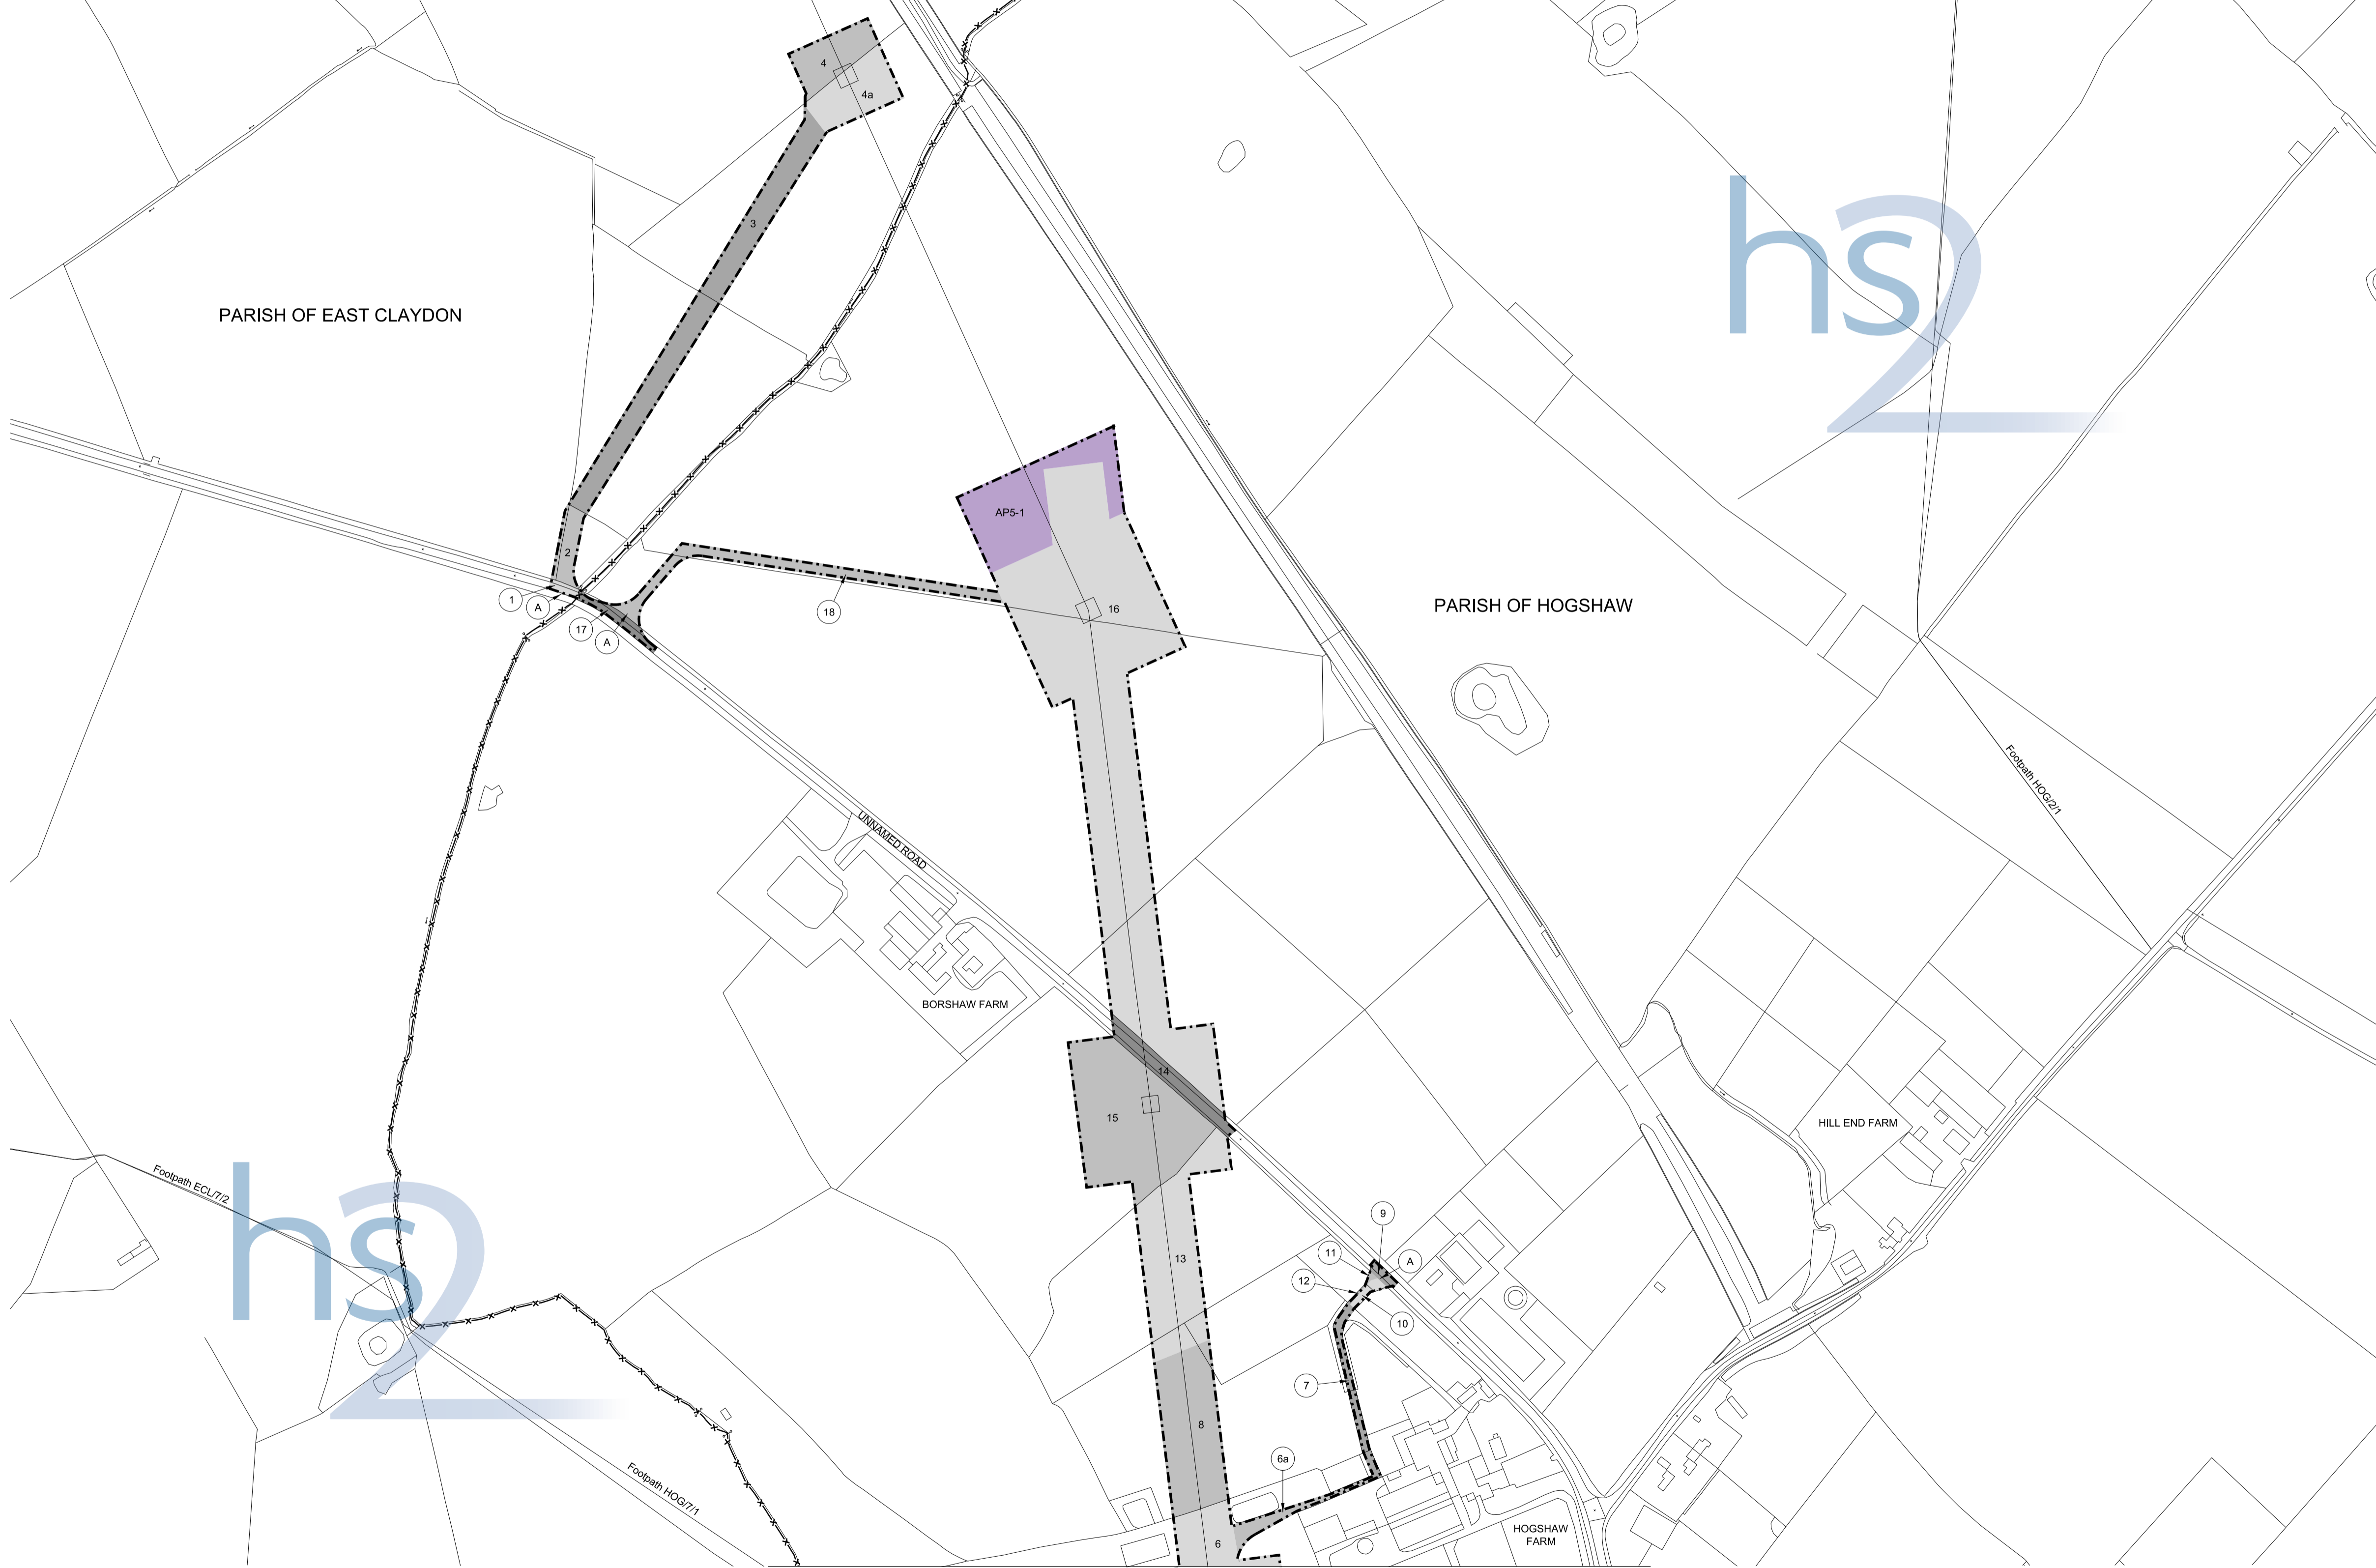 4
4a
hs2
3
PARISH OF EAST CLAYDON
AP5-1
2
1
A
17
A
18
16
PARISH OF HOGSHAW
Footpath HOG/2/1
UNNAMED ROAD
BORSHAW FARM
14
15
HILL END FARM
Footpath ECL/7/2
hs2
9
11
A
13
12
10
7
8
6a
Footpath HOG/7/1
HOGSHAW
FARM
6